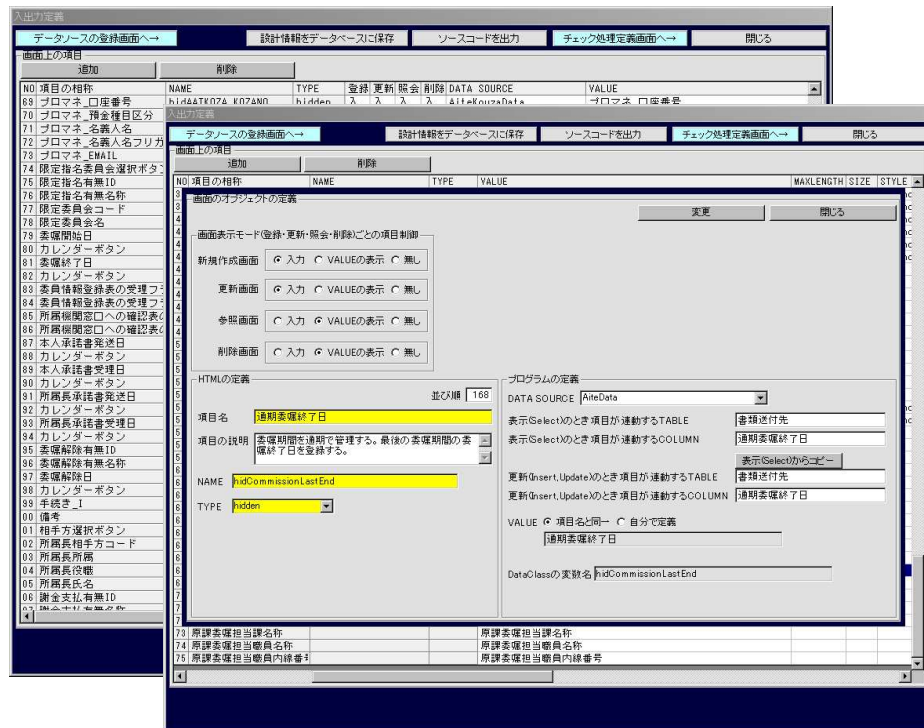 入出力定義
データソースの登録画面へ→ 設計情報をデータベースに保存 ソースコードを出力 チェック処理定義画面へ→ 閉じる
画面上の項目
追加 削除
NO 項目の相称 NAME TYPE 登録 更新 照会 削除 DATA SOURCE VALUE
69 プロマネ_口座番号 hidAATKOZA_KOZANO hidden 入 入 入 入 AiteKouzaData プロマネ_口座番号
70 プロマネ_預金種目区分
71 プロマネ_名義人名
72 プロマネ_名義人名フリガ
73 プロマネ_EMAIL
74 限定指名委員会選択ボタン
75 限定指名有無ID
76 限定指名有無名称
77 限定委員会コード
78 限定委員会名
79 委嘱開始日
80 カレンダーボタン
81 委嘱終了日
82 カレンダーボタン
83 委員情報登録表の受理フ
84 委員情報登録表の受理フ
85 所属機関窓口への確認表の
86 所属機関窓口への確認表の
87 本人承諾書発送日
88 カレンダーボタン
89 本人承諾書受理日
90 カレンダーボタン
91 所属長承諾書発送日
92 カレンダーボタン
93 所属長承諾書受理日
94 カレンダーボタン
95 委嘱解除有無ID
96 委嘱解除有無名称
97 委嘱解除日
98 カレンダーボタン
99 手続き_I
00 備考
01 相手方選択ボタン
02 所属長相手方コード
03 所属長所属
04 所属長役職
05 所属長氏名
06 謝金支払有無ID
07 謝金支払有無名称
入出力定義
データソースの登録画面へ→ 設計情報をデータベースに保存 ソースコードを出力 チェック処理定義画面へ→ 閉じる
画面上の項目
追加 削除
NO 項目の相称 NAME TYPE VALUE MAXLENGTH SIZE STYLE
画面のオブジェクトの定義
変更 閉じる
画面表示モード(登録・更新・照会・削除)ごとの項目制御
新規作成画面 入力 VALUEの表示 無し
更新画面 入力 VALUEの表示 無し
参照画面 入力 VALUEの表示 無し
削除画面 入力 VALUEの表示 無し
HTMLの定義
並び順 168
項目名 通期委嘱終了日
項目の説明 委嘱期間を通期で管理する。最後の委嘱期間の委
嘱終了日を登録する。
NAME hidCommissionLastEnd
TYPE hidden
プログラムの定義
DATA SOURCE AiteData
表示(Select)のとき項目が連動するTABLE 書類送付先
表示(Select)のとき項目が連動するCOLUMN 通期委嘱終了日
表示(Select)からコピー
更新(Insert,Update)のとき項目が連動するTABLE 書類送付先
更新(Insert,Update)のとき項目が連動するCOLUMN 通期委嘱終了日
VALUE 項目名と同一 自分で定義
通期委嘱終了日
DataClassの変数名 hidCommissionLastEnd
73 原課委嘱担当課名称 原課委嘱担当課名称
74 原課委嘱担当職員名称 原課委嘱担当職員名称
75 原課委嘱担当職員内線番号 原課委嘱担当職員内線番号